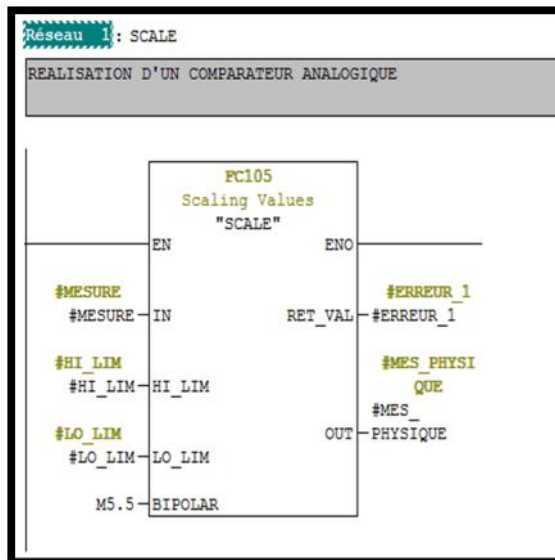 Réseau 1 : SCALE
REALISATION D'UN COMPARATEUR ANALOGIQUE
FC105
Scaling Values
"SCALE"
EN ENO
#MESURE #ERREUR_1
#MESURE IN RET_VAL #ERREUR_1
#HI_LIM #MES_PHYSI
QUE
#HI_LIM HI_LIM #MES_
#LO_LIM OUT PHYSIQUE
#LO_LIM LO_LIM
M5.5 BIPOLAR